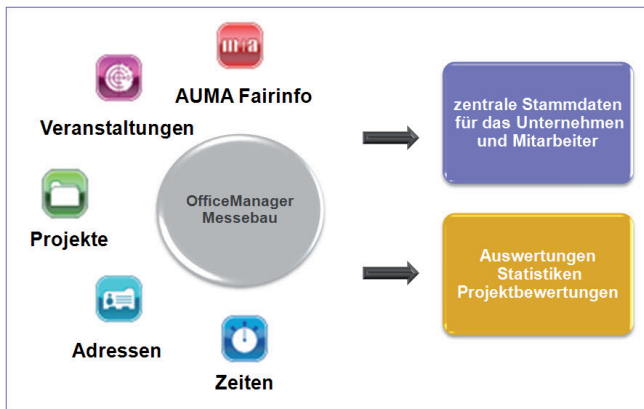 m+a
AUMA Fairinfo
Veranstaltungen
OfficeManager
Messebau
Projekte
Adressen
Zeiten
zentrale Stammdaten
für das Unternehmen
und Mitarbeiter
Auswertungen
Statistiken
Projektbewertungen